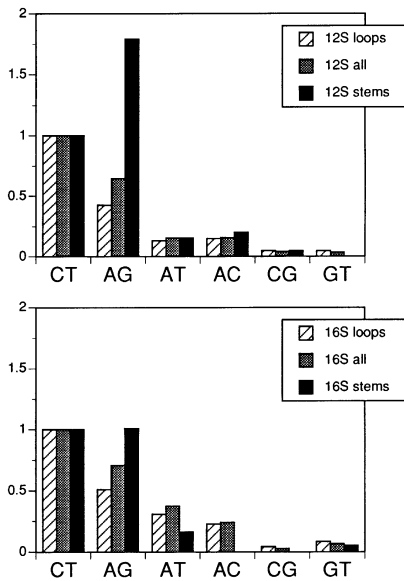 2
1.5
1
0.5
0
12S loops
12S all
12S stems
CT AG AT AC CG GT
2
1.5
1
0.5
0
16S loops
16S all
16S stems
CT AG AT AC CG GT